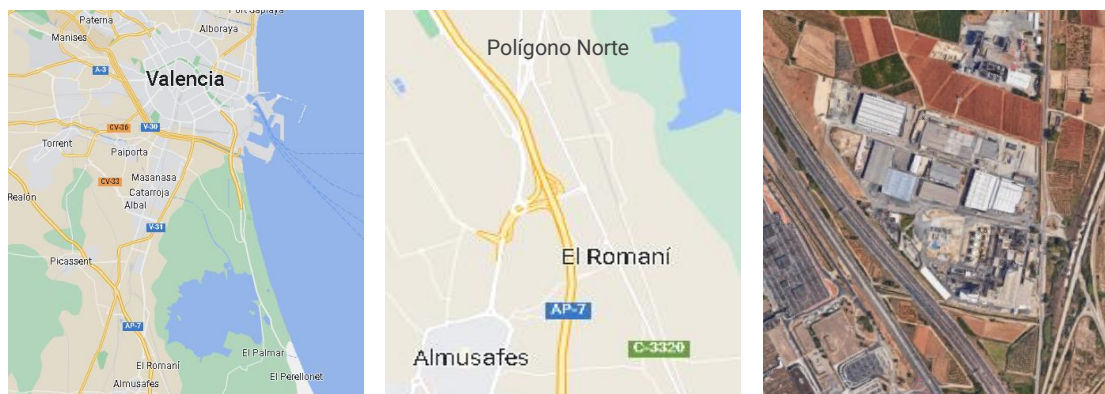 Port Saplaya
Paterna
Alboraya
Manises
A-3
Valencia
CV-36
V-30
Torrent
Paiporta
Masanasa
CV-33
Catarroja
Realón
Albal
V-31
Picassent
AP-7
El Romaní
El Palmar
Almusafes
El Perellonet
Polígono Norte
El Romaní
AP-7
Almusafes
C-3320